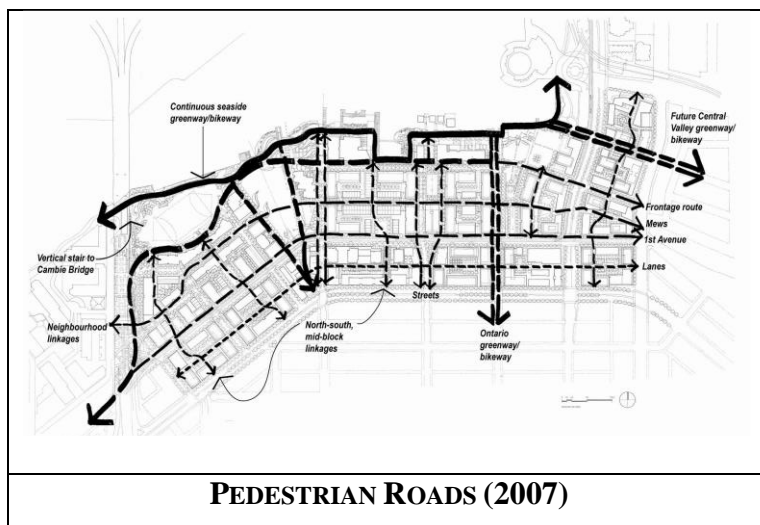 Continuous seaside
greenway/bikeway
Future Central
Valley greenway/
bikeway
Frontage route
Mews
1st Avenue
Vertical stair to
Cambie Bridge
Lanes
Streets
Neighbourhood
linkages
North-south,
mid-block
linkages
Ontario
greenway/
bikeway
PEDESTRIAN ROADS (2007)